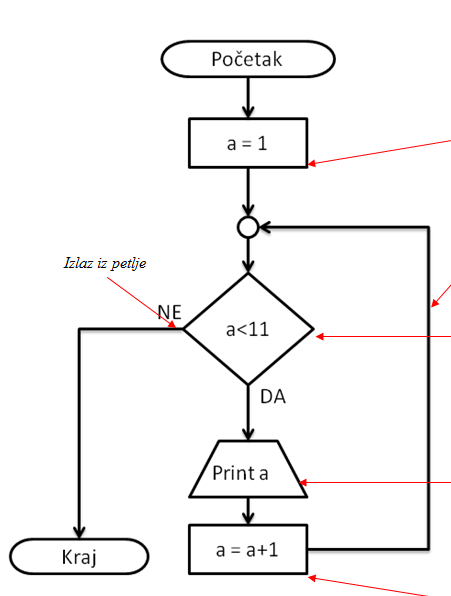 Početak
a = 1
Izlaz iz petlje
NE
a<11
DA
Print a
a = a+1
Kraj